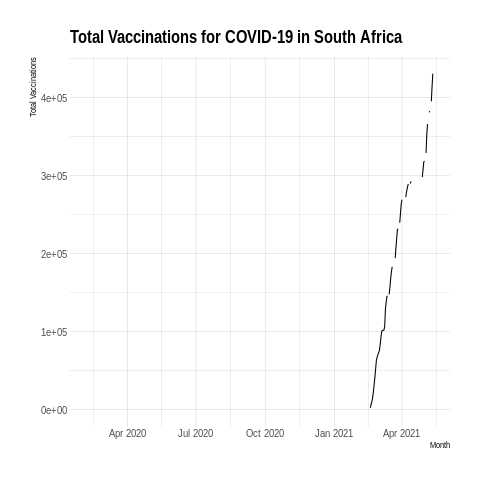 Total Vaccinations for COVID-19 in South Africa
Total Vaccinations
4e+05
3e+05
2e+05
1e+05
0e+00
Apr 2020 Jul 2020 Oct 2020 Jan 2021 Apr 2021
Month